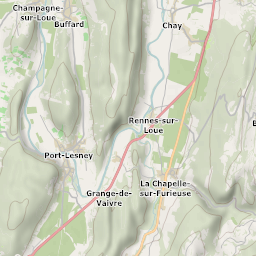 Champagne-
sur-Loue
Buffard
Chay
Rennes-sur-
Loue
Port-Lesney
La Chapelle-
sur-Furieuse
Grange-de-
Vaivre